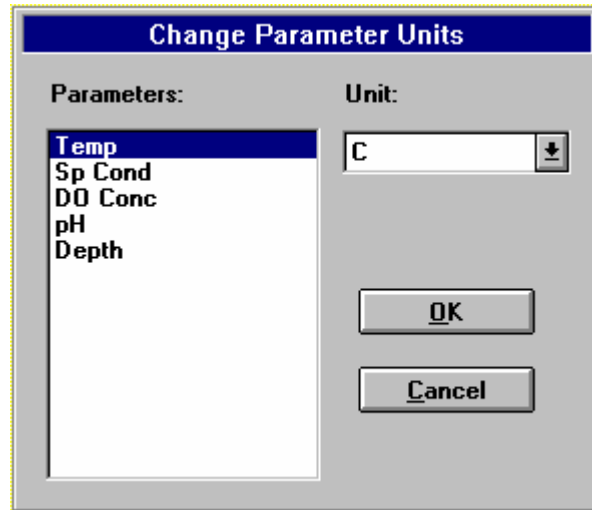 Change Parameter Units
Parameters:
Unit:
Temp
Sp Cond
DO Conc
pH
Depth
C
OK
Cancel